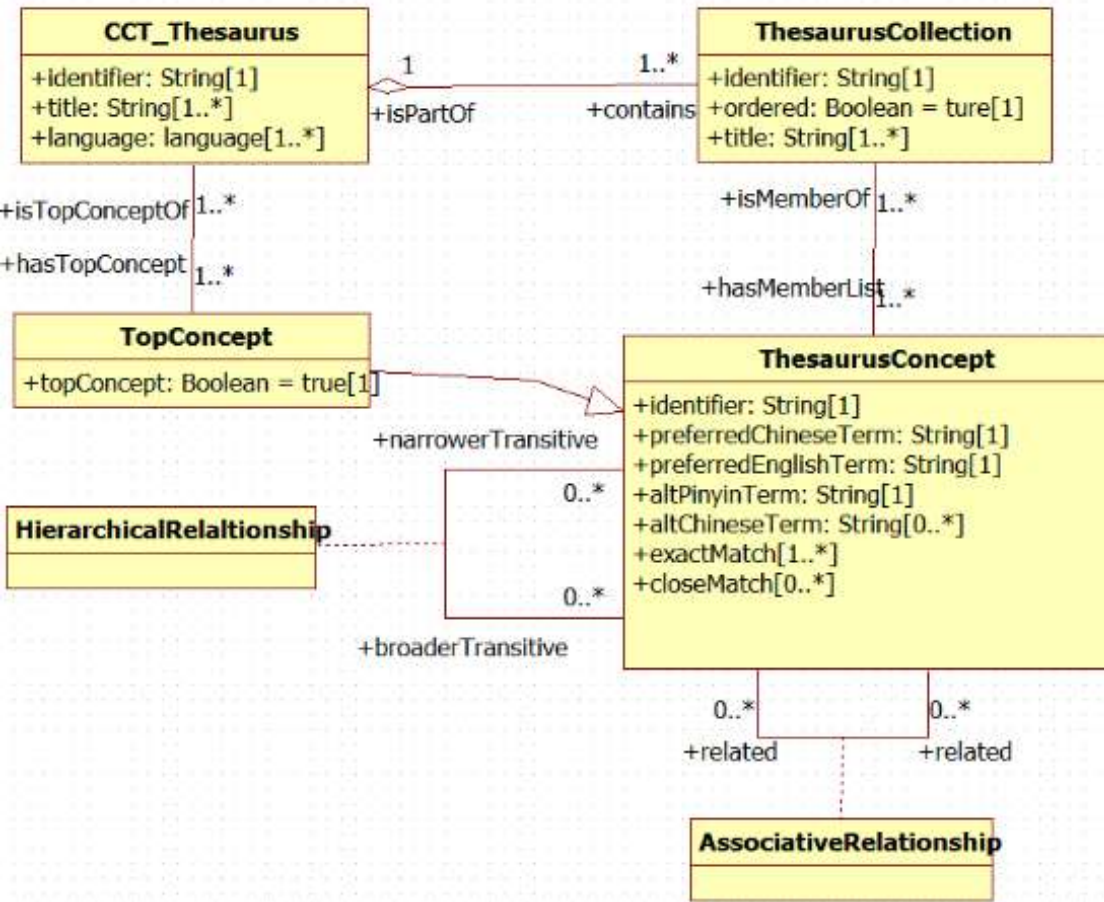 CCT_Thesaurus
+identifier: String[1]
+title: String[1..*]
+language: language[1..*]
1
+isPartOf
1..*
+contains
ThesaurusCollection
+identifier: String[1]
+ordered: Boolean = ture[1]
+title: String[1..*]
+isTopConceptOf
1..*
+hasTopConcept
1..*
+isMemberOf
1..*
+hasMemberList
1..*
TopConcept
+topConcept: Boolean = true[1]
ThesaurusConcept
+identifier: String[1]
+preferredChineseTerm: String[1]
+preferredEnglishTerm: String[1]
+altPinyinTerm: String[1]
+altChineseTerm: String[0..*]
+exactMatch[1..*]
+closeMatch[0..*]
+narrowerTransitive
0..*
HierarchicalRelaltionship
0..*
+broaderTransitive
0..*
+related
0..*
+related
AssociativeRelationship